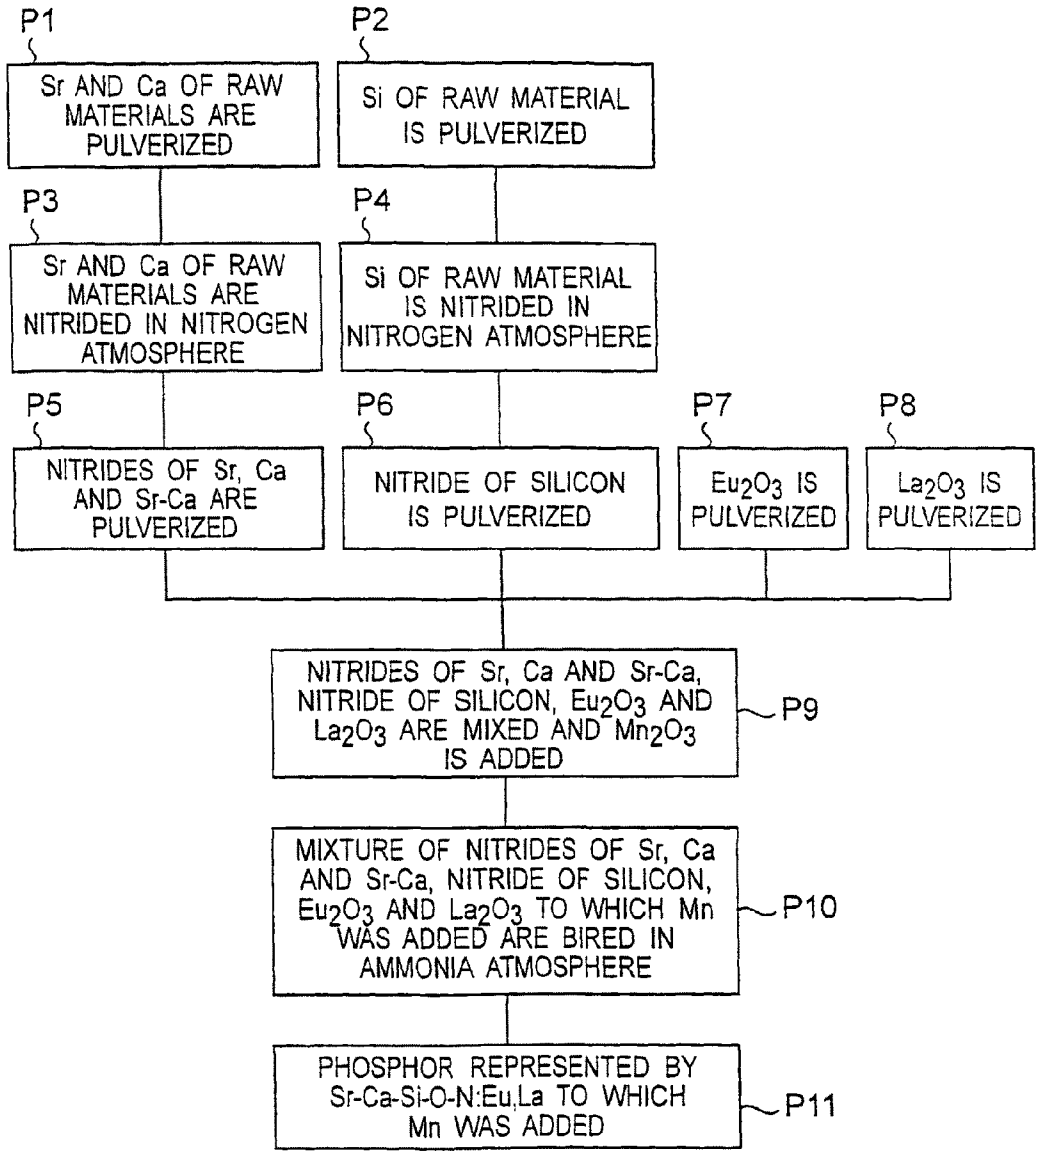 P1
Sr AND Ca OF RAW
MATERIALS ARE
PULVERIZED
P2
Si OF RAW MATERIAL
IS PULVERIZED
P3
Sr AND Ca OF RAW
MATERIALS ARE
NITRIDED IN NITROGEN
ATMOSPHERE
P4
Si OF RAW MATERIAL
IS NITRIDED IN
NITROGEN ATMOSPHERE
P5
NITRIDES OF Sr, Ca
AND Sr-Ca ARE
PULVERIZED
P6
NITRIDE OF SILICON
IS PULVERIZED
P7
Eu2O3 IS
PULVERIZED
P8
La2O3 IS
PULVERIZED
NITRIDES OF Sr, Ca AND Sr-Ca,
NITRIDE OF SILICON, Eu2O3 AND
La2O3 ARE MIXED AND Mn2O3
IS ADDED
P9
MIXTURE OF NITRIDES OF Sr, Ca
AND Sr-Ca, NITRIDE OF SILICON,
Eu2O3 AND La2O3 TO WHICH Mn
WAS ADDED ARE BIRED IN
AMMONIA ATMOSPHERE
P10
PHOSPHOR REPRESENTED BY
Sr-Ca-Si-O-N:Eu,La TO WHICH
Mn WAS ADDED
P11